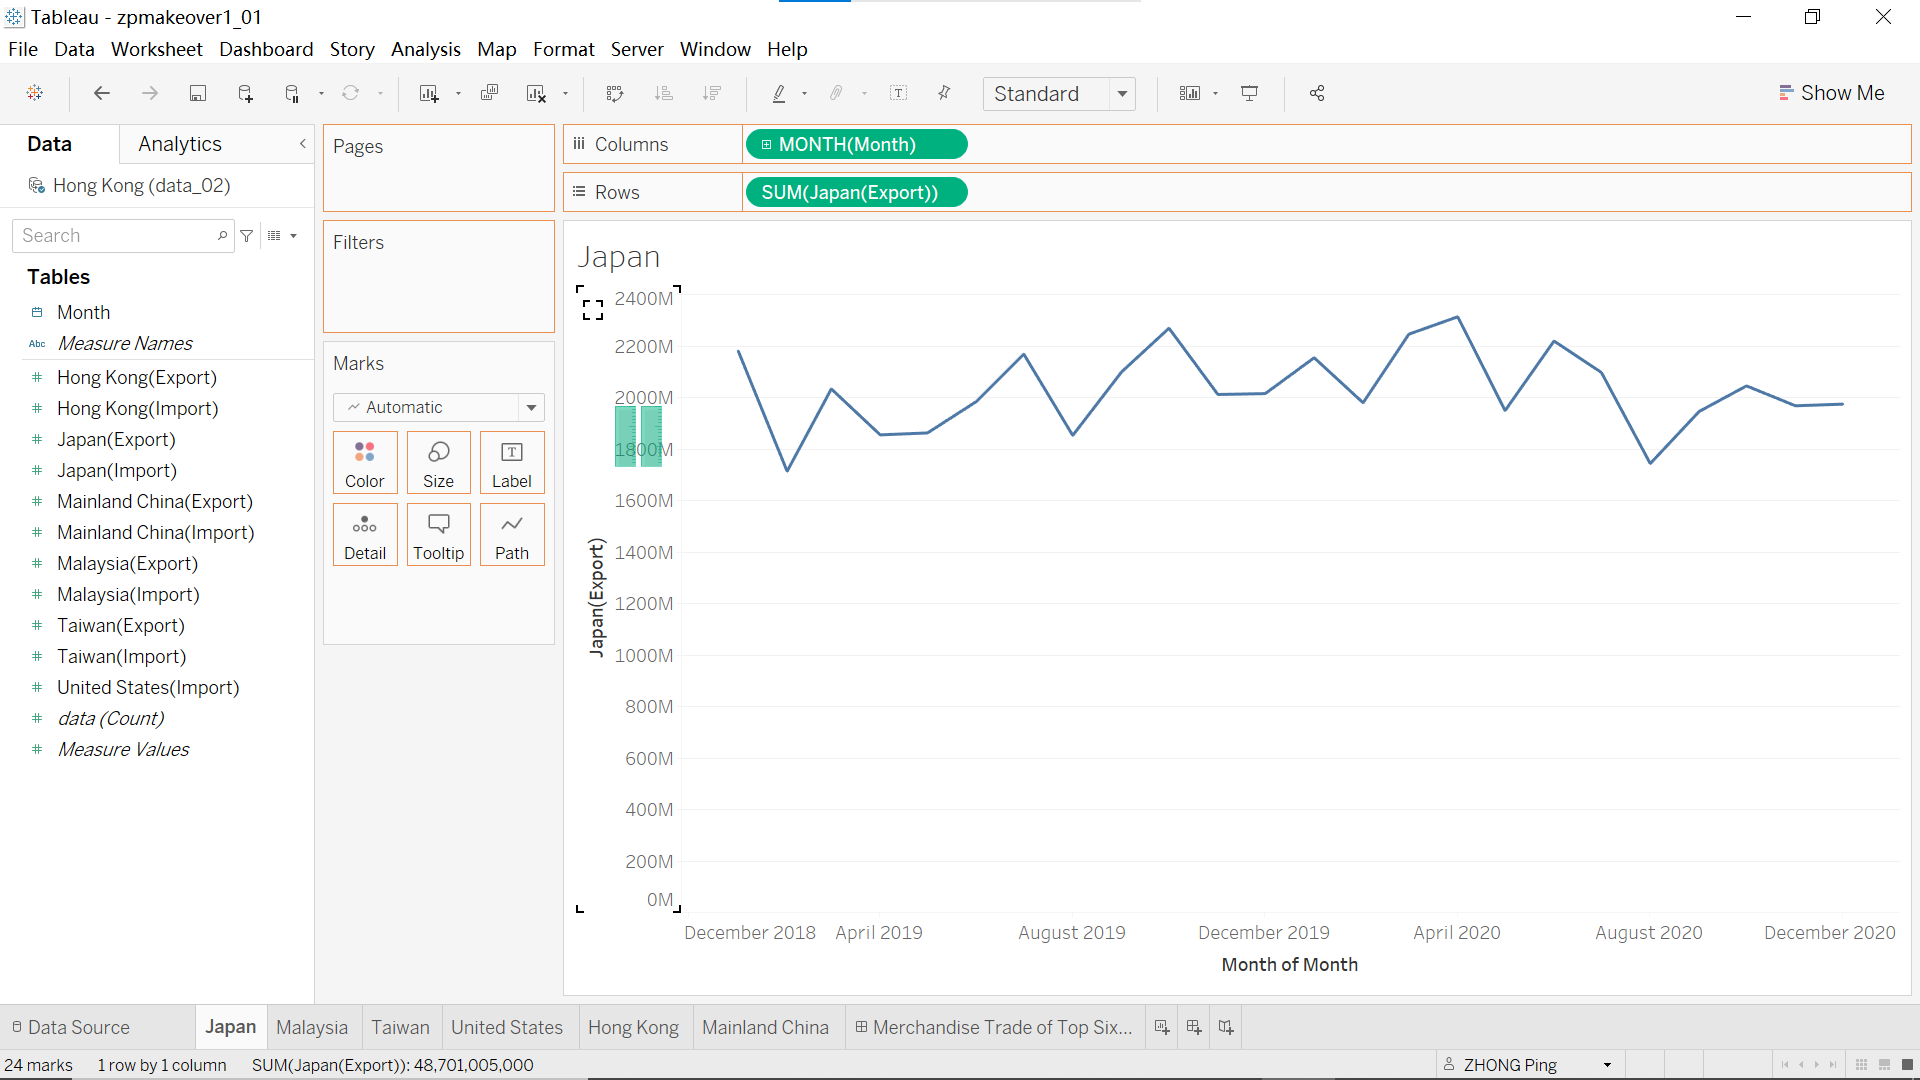 Tableau - zpmakeover1_01
File Data Worksheet Dashboard Story Analysis Map Format Server Window Help
Standard
Show Me
Data
Analytics
Hong Kong (data_02)
Search
Tables
Month
Abc Measure Names
Hong Kong(Export)
Hong Kong(Import)
Japan(Export)
Japan(Import)
Mainland China(Export)
Mainland China(Import)
Malaysia(Export)
Malaysia(Import)
Taiwan(Export)
Taiwan(Import)
United States(Import)
data (Count)
Measure Values
Pages
Filters
Marks
Automatic
Color Size Label
Detail Tooltip Path
Columns
MONTH(Month)
Rows
SUM(Japan(Export))
Japan
2400M
2200M
2000M
1800M
1600M
1400M
1200M
1000M
800M
600M
400M
200M
0M
Japan(Export)
December 2018 April 2019 August 2019 December 2019 April 2020 August 2020 December 2020
Month of Month
Data Source Japan Malaysia Taiwan United States Hong Kong Mainland China Merchandise Trade of Top Six...
24 marks 1 row by 1 column SUM(Japan(Export)): 48,701,005,000
ZHONG Ping